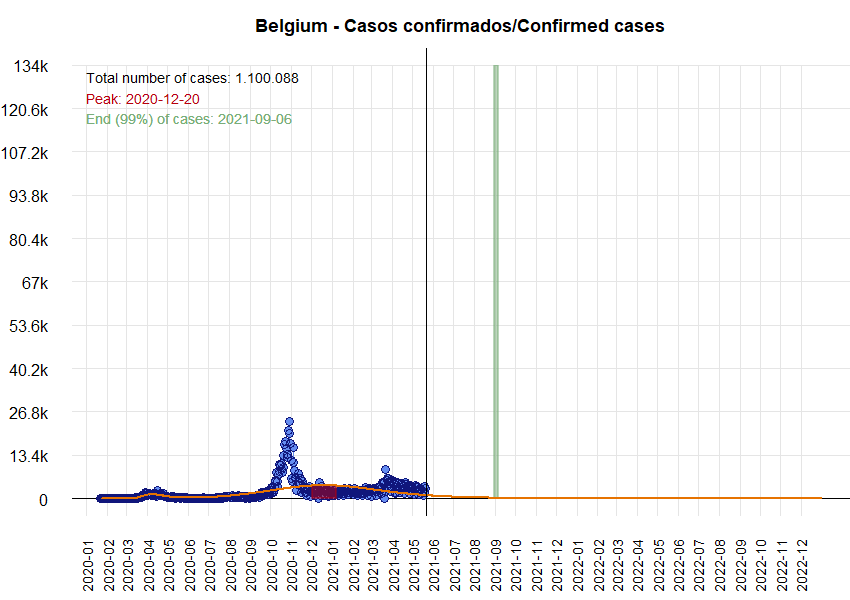 Belgium - Casos confirmados/Confirmed cases
134k
120.6k
107.2k
93.8k
80.4k
67k
53.6k
40.2k
26.8k
13.4k
0
Total number of cases: 1.100.088
Peak: 2020-12-20
End (99%) of cases: 2021-09-06
2020-01
2020-02
2020-03
2020-04
2020-05
2020-06
2020-07
2020-08
2020-09
2020-10
2020-11
2020-12
2021-01
2021-02
2021-03
2021-04
2021-05
2021-06
2021-07
2021-08
2021-09
2021-10
2021-11
2021-12
2022-01
2022-02
2022-03
2022-04
2022-05
2022-06
2022-07
2022-08
2022-09
2022-10
2022-11
2022-12